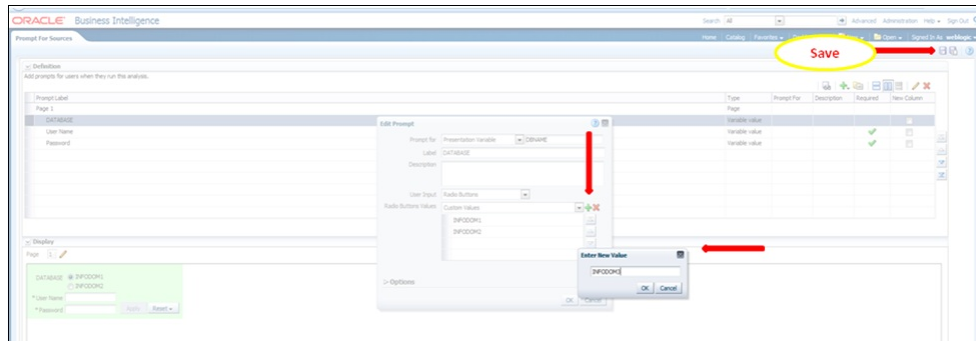 ORACLE Business Intelligence
Search All Advanced Administration Help Sign Out
Prompt For Sources
Home Catalog Favorites Open Signed In As weblogic
Save
Definition
Add prompts for users when they run this analysis.
Prompt Label Type Prompt For Description Required New Column
Page 1 Page
DATABASE Variable value
User Name Variable value
Password Variable value
Edit Prompt
Prompt for Presentation Variable DBNAME
Label DATABASE
Description
User Input Radio Buttons
Radio Buttons Values Custom Values
INFODOM1
INFODOM2
Options
OK Cancel
Enter New Value
INFODOM3
OK Cancel
Display
Page 1
DATABASE INFODOM1
INFODOM2
* User Name
* Password Apply Reset